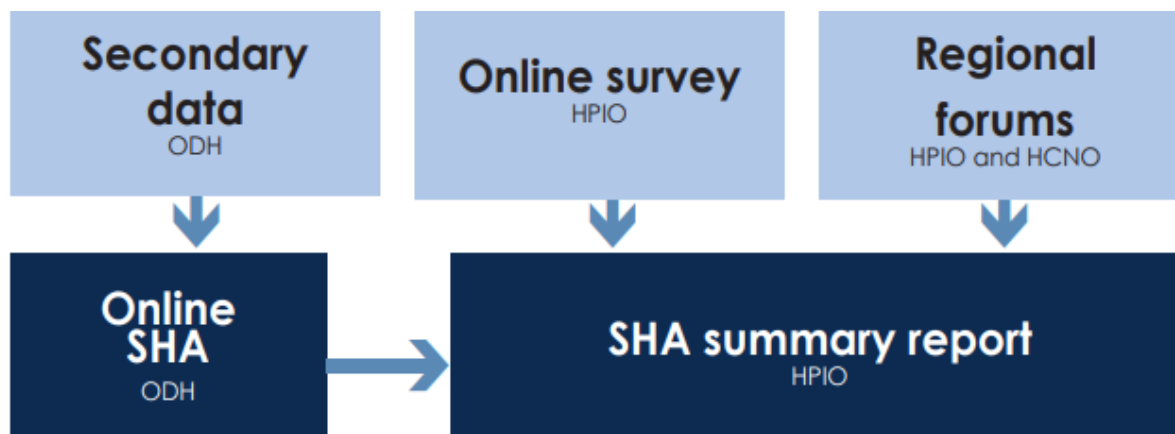 Secondary
data
ODH
Online survey
HPIO
Regional
forums
HPIO and HCNO
Online
SHA
ODH
SHA summary report
HPIO